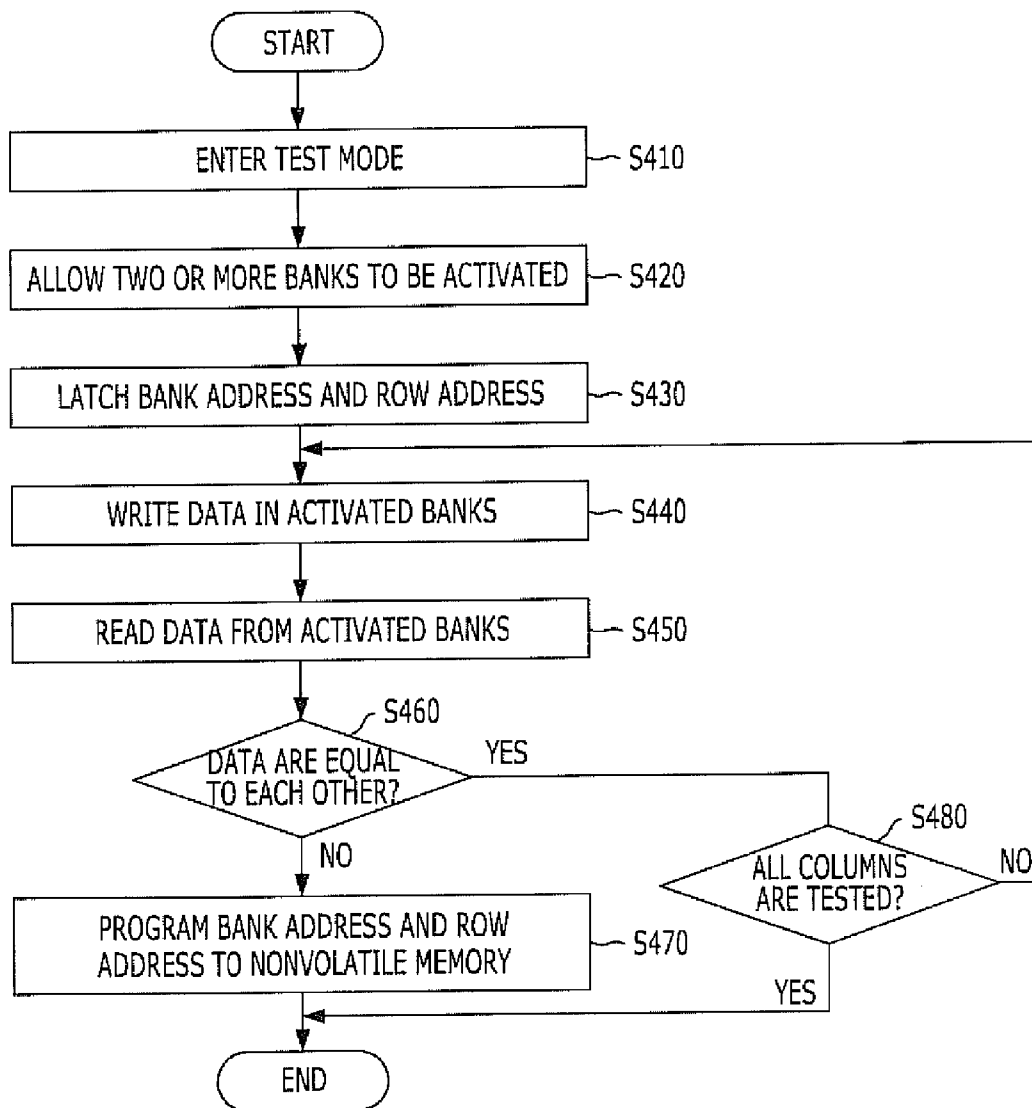 START
ENTER TEST MODE
S410
ALLOW TWO OR MORE BANKS TO BE ACTIVATED
S420
LATCH BANK ADDRESS AND ROW ADDRESS
S430
WRITE DATA IN ACTIVATED BANKS
S440
READ DATA FROM ACTIVATED BANKS
S450
S460
DATA ARE EQUAL
TO EACH OTHER?
YES
NO
S480
ALL COLUMNS
ARE TESTED?
NO
YES
PROGRAM BANK ADDRESS AND ROW
ADDRESS TO NONVOLATILE MEMORY
S470
END